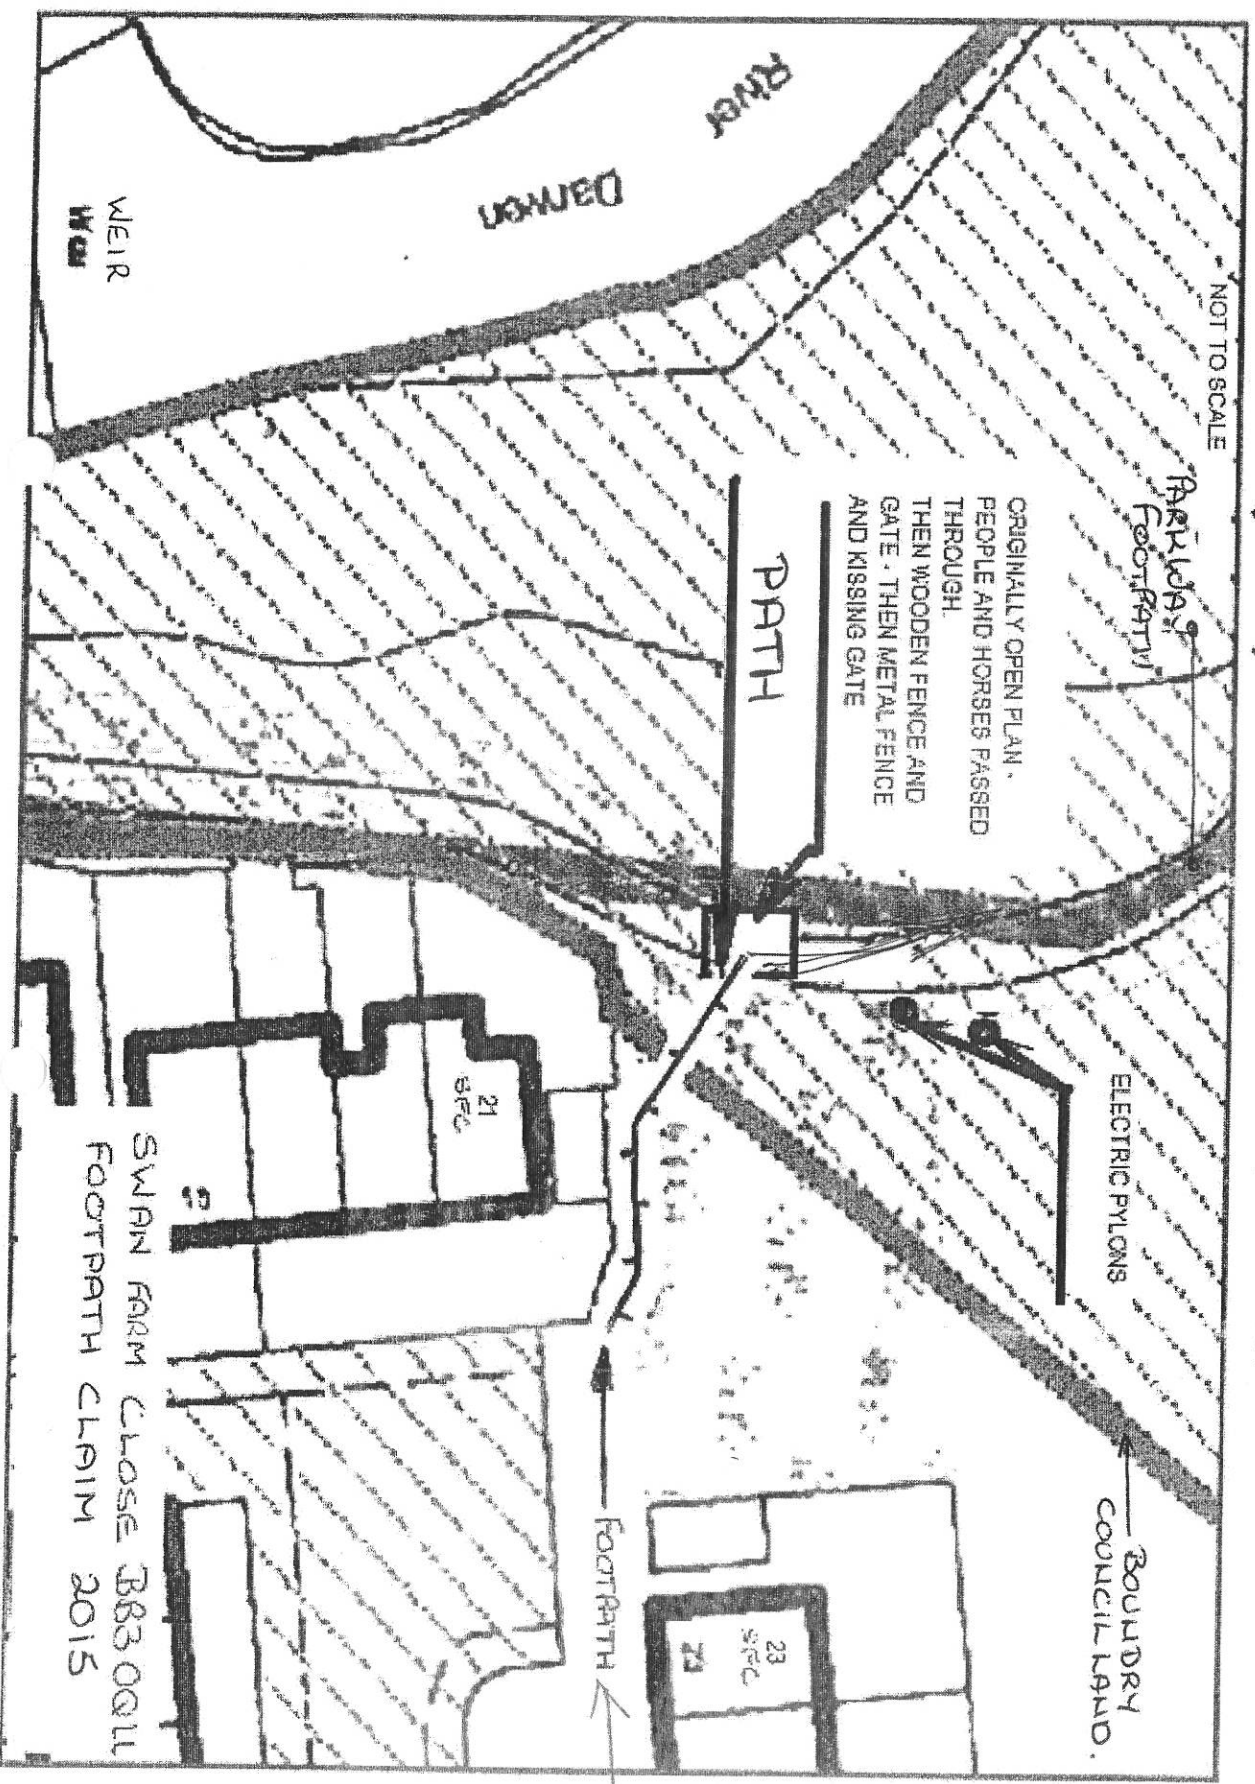 NOT TO SCALE
PARKWAY
FOOTPATH
ORIGINALLY OPEN PLAN.
PEOPLE AND HORSES PASSED
THROUGH.
THEN WOODEN FENCE AND
GATE - THEN METAL FENCE
AND KISSING GATE
PATH
River
Darwen
WEIR
ELECTRIC PYLONS
BOUNDRY
COUNCIL LAND.
21
SFC
23
SFC
FOOTPATH
SWAN FARM CLOSE BB3 0QU
FOOTPATH CLAIM 2015